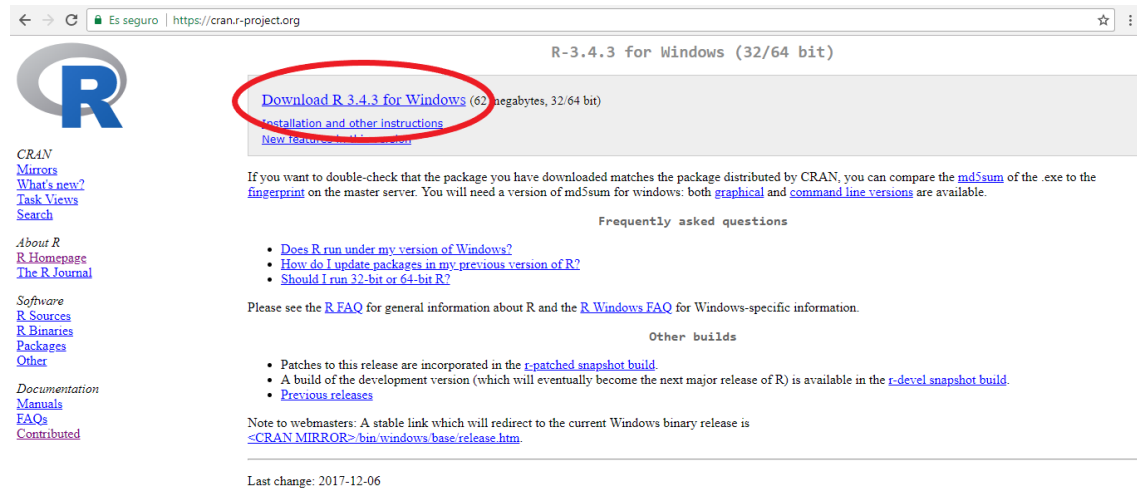 Es seguro | https://cran.r-project.org
R
R-3.4.3 for Windows (32/64 bit)
Download R 3.4.3 for Windows (62 megabytes, 32/64 bit)
Installation and other instructions
New features in this version
CRAN
Mirrors
What's new?
Task Views
Search
About R
R Homepage
The R Journal
Software
R Sources
R Binaries
Packages
Other
Documentation
Manuals
FAQs
Contributed
If you want to double-check that the package you have downloaded matches the package distributed by CRAN, you can compare the md5sum of the .exe to the
fingerprint on the master server. You will need a version of md5sum for windows: both graphical and command line versions are available.
Frequently asked questions
• Does R run under my version of Windows?
• How do I update packages in my previous version of R?
• Should I run 32-bit or 64-bit R?
Please see the R FAQ for general information about R and the R Windows FAQ for Windows-specific information.
Other builds
• Patches to this release are incorporated in the r-patched snapshot build.
• A build of the development version (which will eventually become the next major release of R) is available in the r-devel snapshot build.
• Previous releases
Note to webmasters: A stable link which will redirect to the current Windows binary release is
<CRAN MIRROR>/bin/windows/base/release.htm.
Last change: 2017-12-06